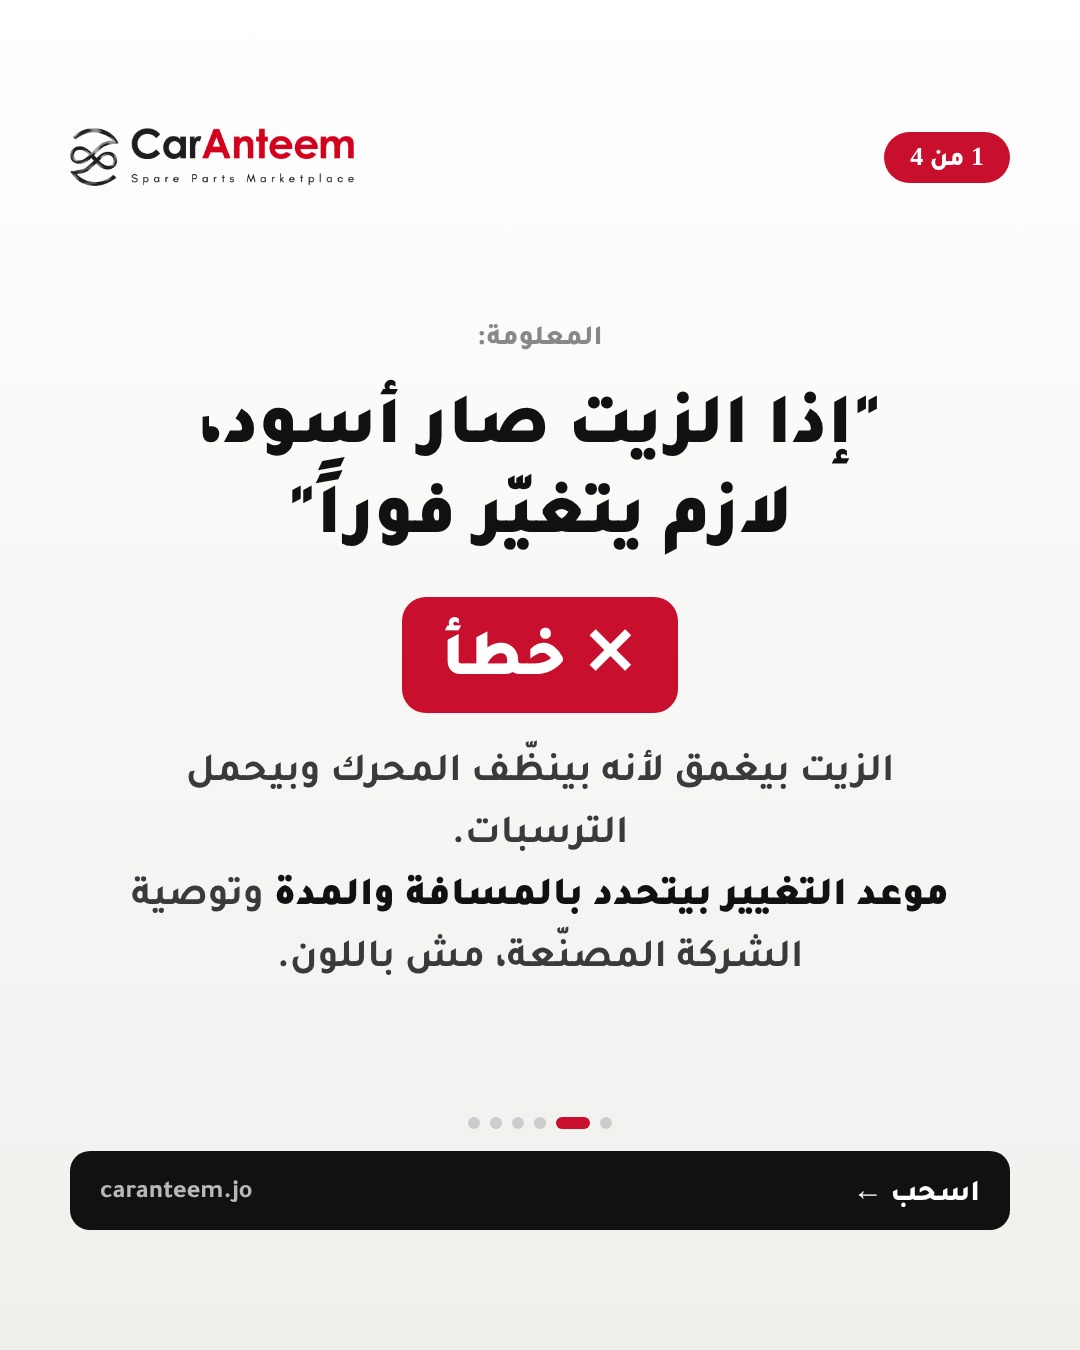 CarAnteem
Spare Parts Marketplace
1 من 4
المعلومة:
"إذا الزيت صار أسود،
لازم يتغيّر فوراً"
✕ خطأ
الزيت بيغمق لأنه بينظّف المحرك وبيحمل
الترسبات.
موعد التغيير بيتحدد بالمسافة والمدة وتوصية
الشركة المصنّعة، مش باللون.
اسحب ←
caranteem.jo